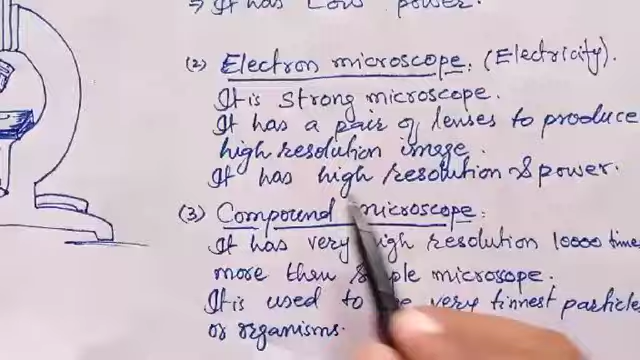 ⇒ It has Low power.
(2) Electron microscope. (Electricity).
It is strong microscope.
It has a pair of lenses to produce
high resolution image.
It has high resolution & power.
(3) Compound microscope:
It has very high resolution 10000 times
more then simple microscope.
It is used to very tinnest particles
or organisms.